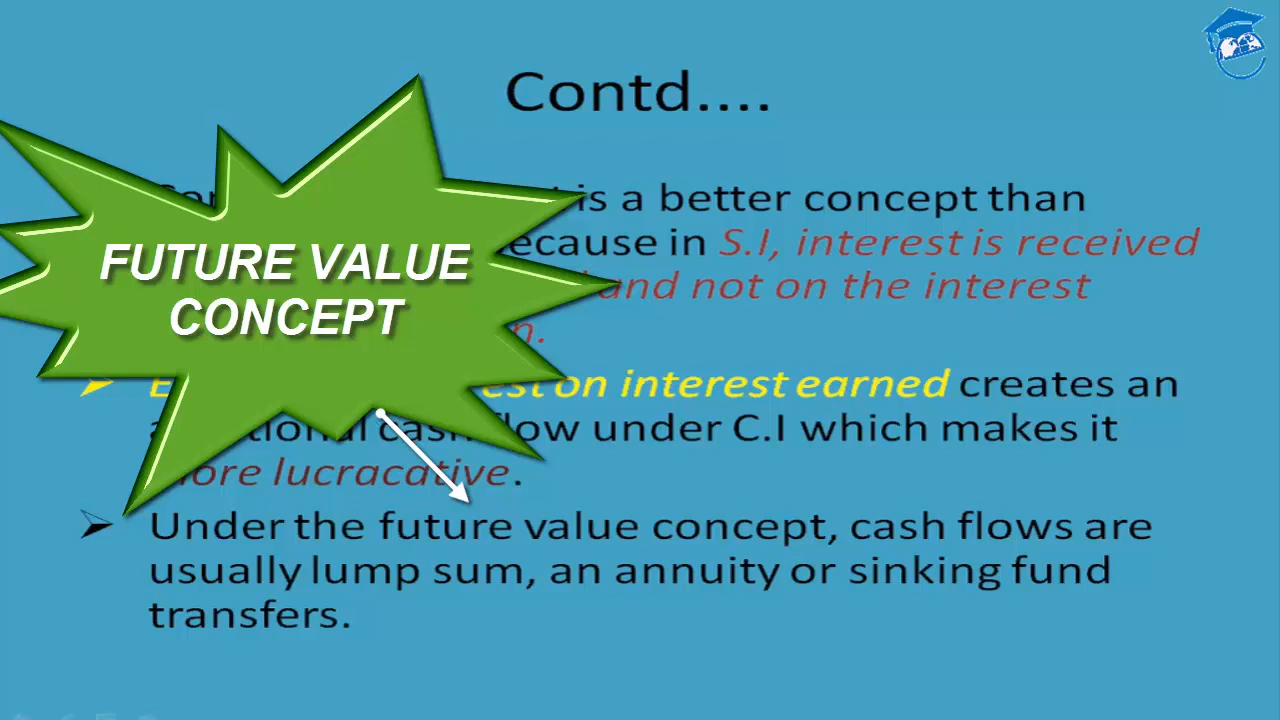 Contd....
is a better concept than
because in S.I, interest is received
and not on the interest
FUTURE VALUE
CONCEPT
on interest earned creates an
flow under C.I which makes it
more lucracative.
Under the future value concept, cash flows are
usually lump sum, an annuity or sinking fund
transfers.